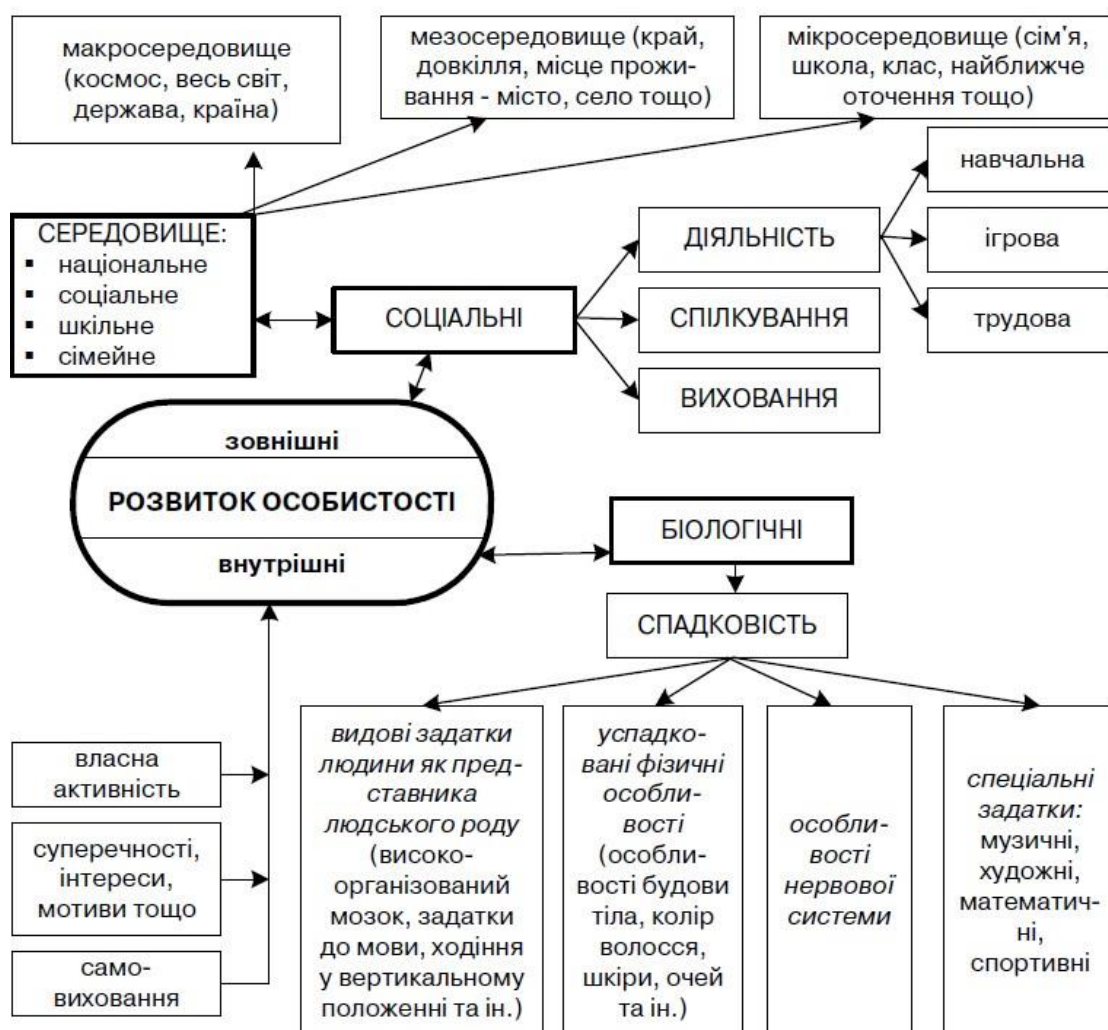 макросередовище
(космос, весь світ,
держава, країна)
мезосередовище (край,
довкілля, місце прожи-
вання - місто, село тощо)
мікросередовище (сім'я,
школа, клас, найближче
оточення тощо)
СЕРЕДОВИЩЕ:
▪ національне
▪ соціальне
▪ шкільне
▪ сімейне
СОЦІАЛЬНІ
ДІЯЛЬНІСТЬ
СПІЛКУВАННЯ
ВИХОВАННЯ
навчальна
ігрова
трудова
зовнішні
РОЗВИТОК ОСОБИСТОСТІ
внутрішні
БІОЛОГІЧНІ
СПАДКОВІСТЬ
власна
активність
суперечності,
інтереси,
мотиви тощо
само-
виховання
видові задатки
людини як пред-
ставника
людського роду
(високо-
організований
мозок, задатки
до мови, ходіння
у вертикальному
положенні та ін.)
успадко-
вані фізичні
особли-
вості
(особли-
вості будови
тіла, колір
волосся,
шкіри, очей
та ін.)
особли-
вості
нервової
системи
спеціальні
задатки:
музичні,
художні,
математич-
ні,
спортивні